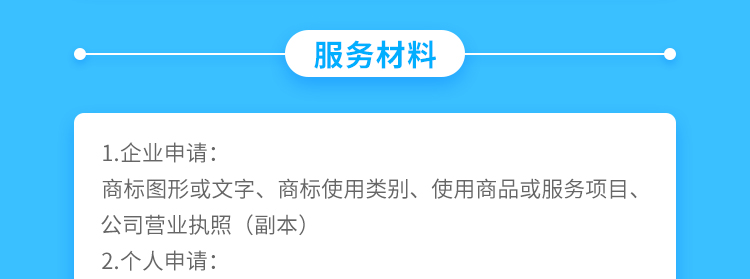 服务材料
1.企业申请：
商标图形或文字、商标使用类别、使用商品或服务项目、
公司营业执照（副本）
2.个人申请：